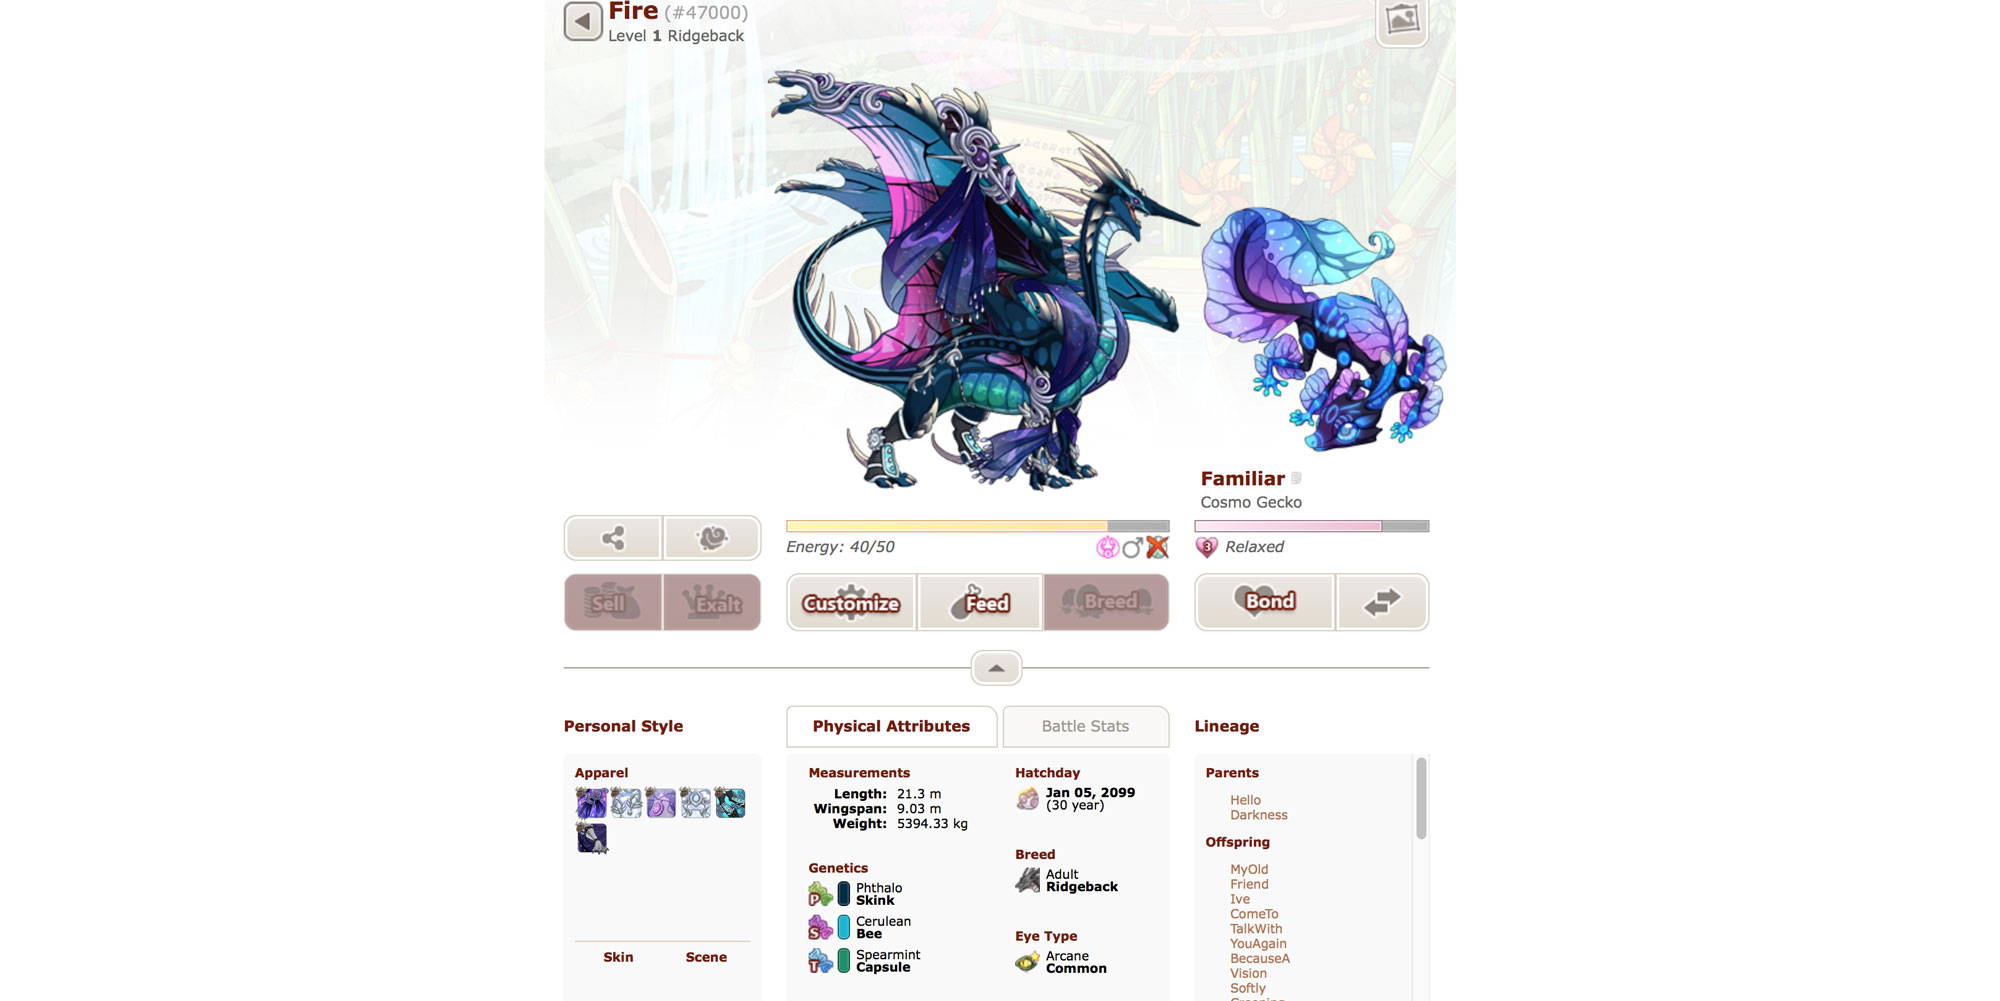 Fire (#47000)
Level 1 Ridgeback
Familiar
Cosmo Gecko
Energy: 40/50
3 Relaxed
Sell
Exalt
Customize
Feed
Breed
Bond
Personal Style
Physical Attributes
Battle Stats
Lineage
Apparel
Skin
Scene
Measurements
Length: 21.3 m
Wingspan: 9.03 m
Weight: 5394.33 kg
Genetics
P Phthalo
Skink
S Cerulean
Bee
T Spearmint
Capsule
Hatchday
Jan 05, 2099
(30 year)
Breed
Adult
Ridgeback
Eye Type
Arcane
Common
Parents
Hello
Darkness
Offspring
MyOld
Friend
Ive
ComeTo
TalkWith
YouAgain
BecauseA
Vision
Softly